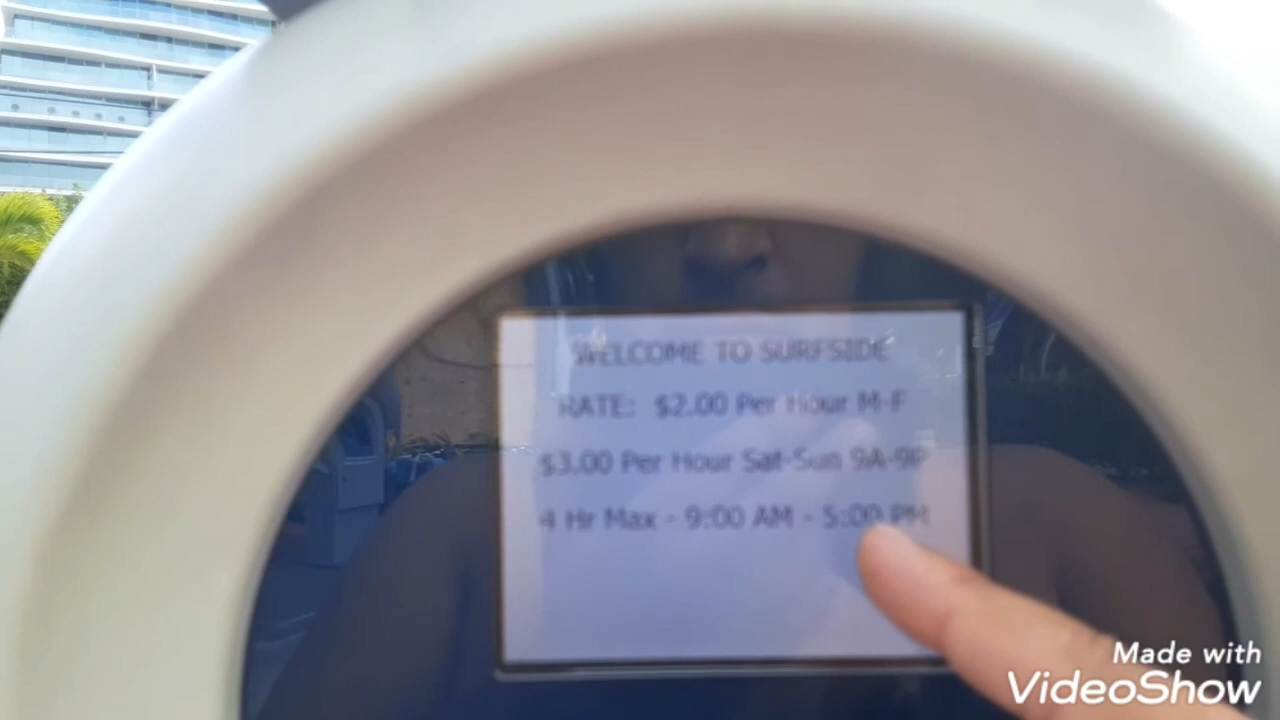 WELCOME TO SURFSIDE
RATE: $2.00 Per Hour M-F
$3.00 Per Hour Sat-Sun 9A-9P
4 Hr Max - 9:00 AM - 5:00 PM
Made with
VideoShow